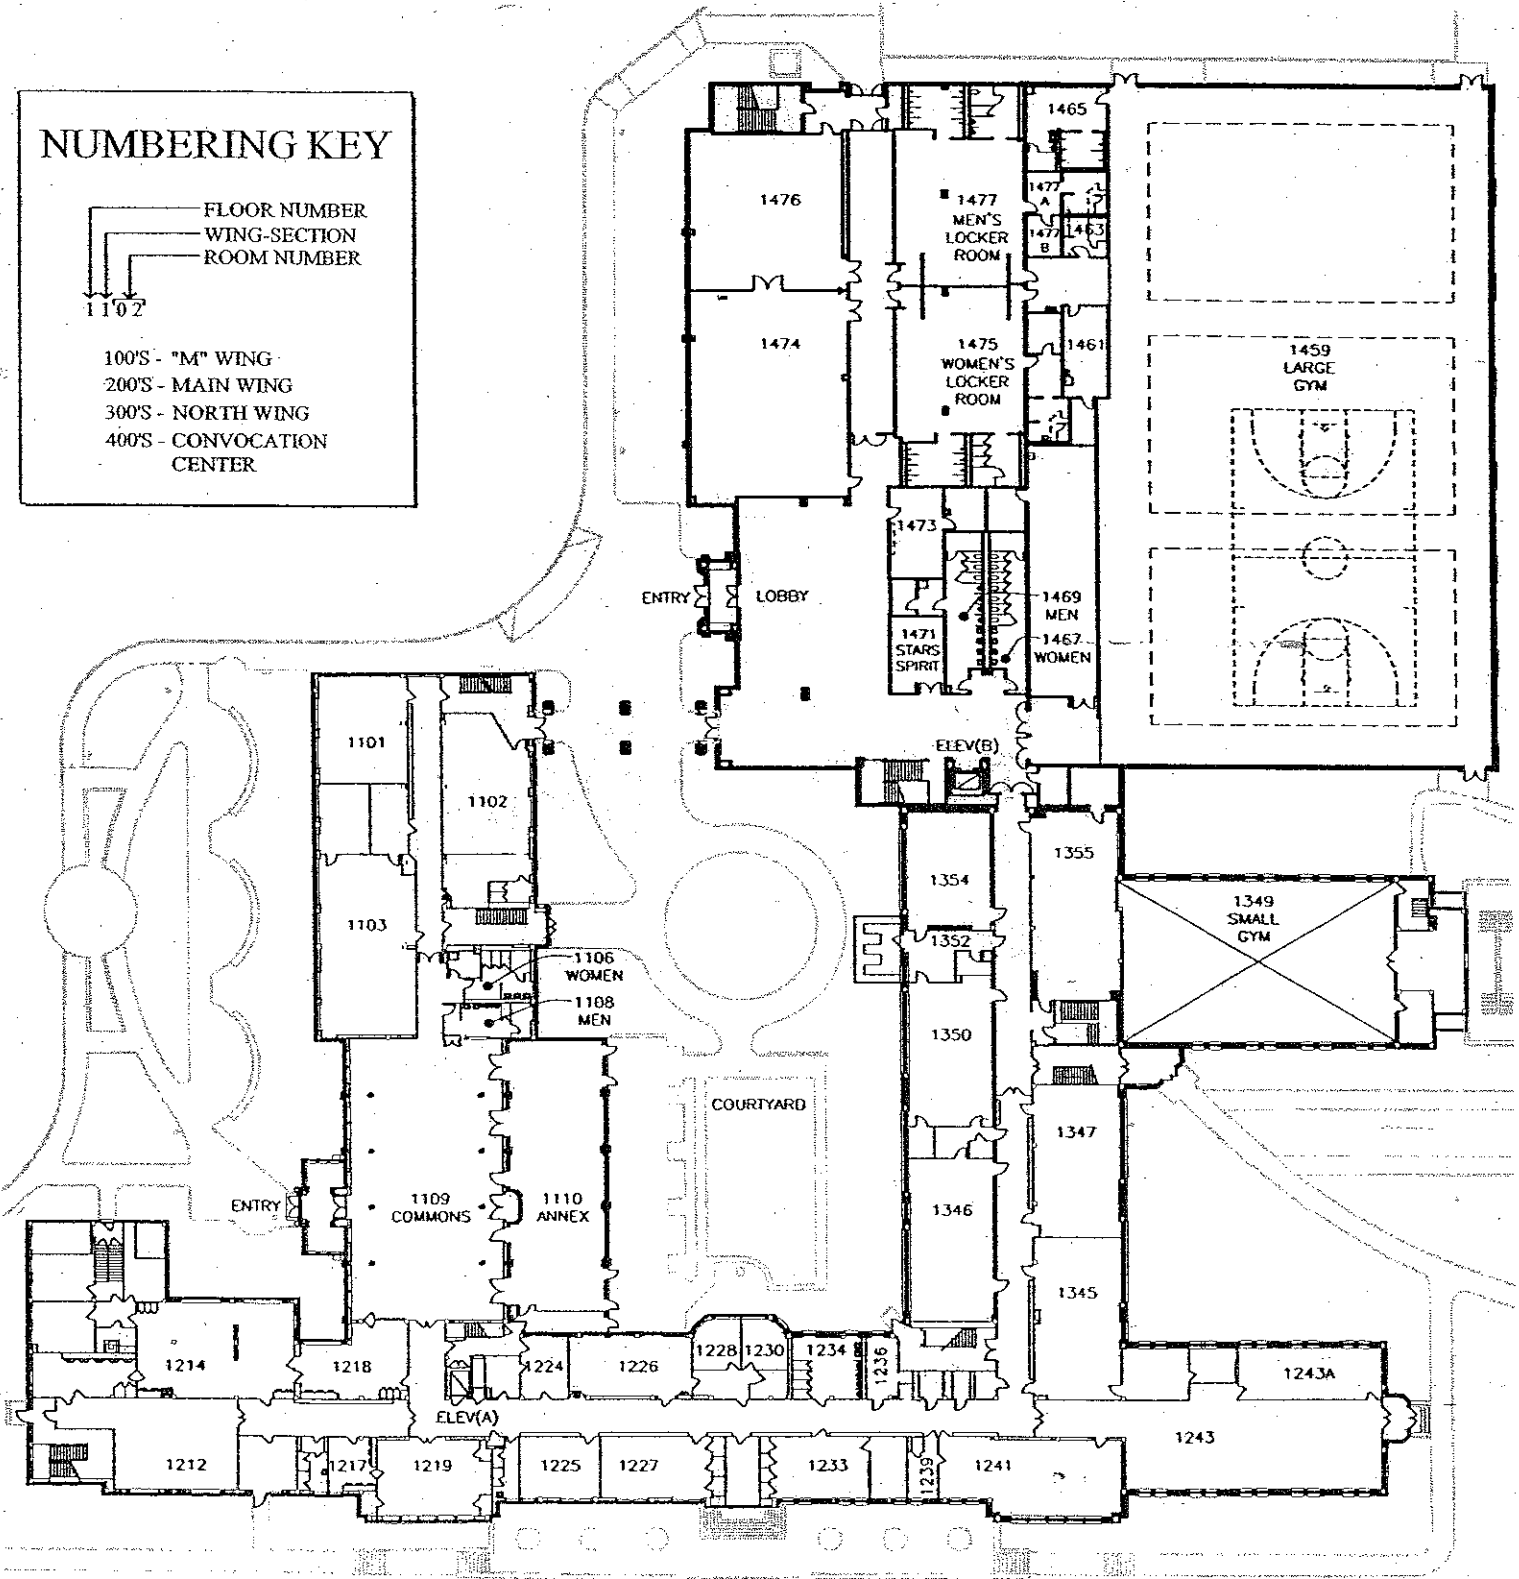 NUMBERING KEY
FLOOR NUMBER
WING-SECTION
ROOM NUMBER
1 1 0 2
100'S - "M" WING
200'S - MAIN WING
300'S - NORTH WING
400'S - CONVOCATION
CENTER
1465
1476
1477
MEN'S
LOCKER
ROOM
1477
A
1477
B
1463
1474
1475
WOMEN'S
LOCKER
ROOM
1461
1459
LARGE
GYM
1473
ENTRY
LOBBY
1469
MEN
1471
STARS
SPIRIT
1467
WOMEN
1101
ELEV(B)
1102
1355
1354
1349
SMALL
GYM
1103
1352
1106
WOMEN
1108
MEN
1350
COURTYARD
1347
ENTRY
1109
COMMONS
1110
ANNEX
1346
1345
1214
1218
1224
1226
1228
1230
1234
1236
1243A
ELEV(A)
1243
1212
1217
1219
1225
1227
1233
1239
1241